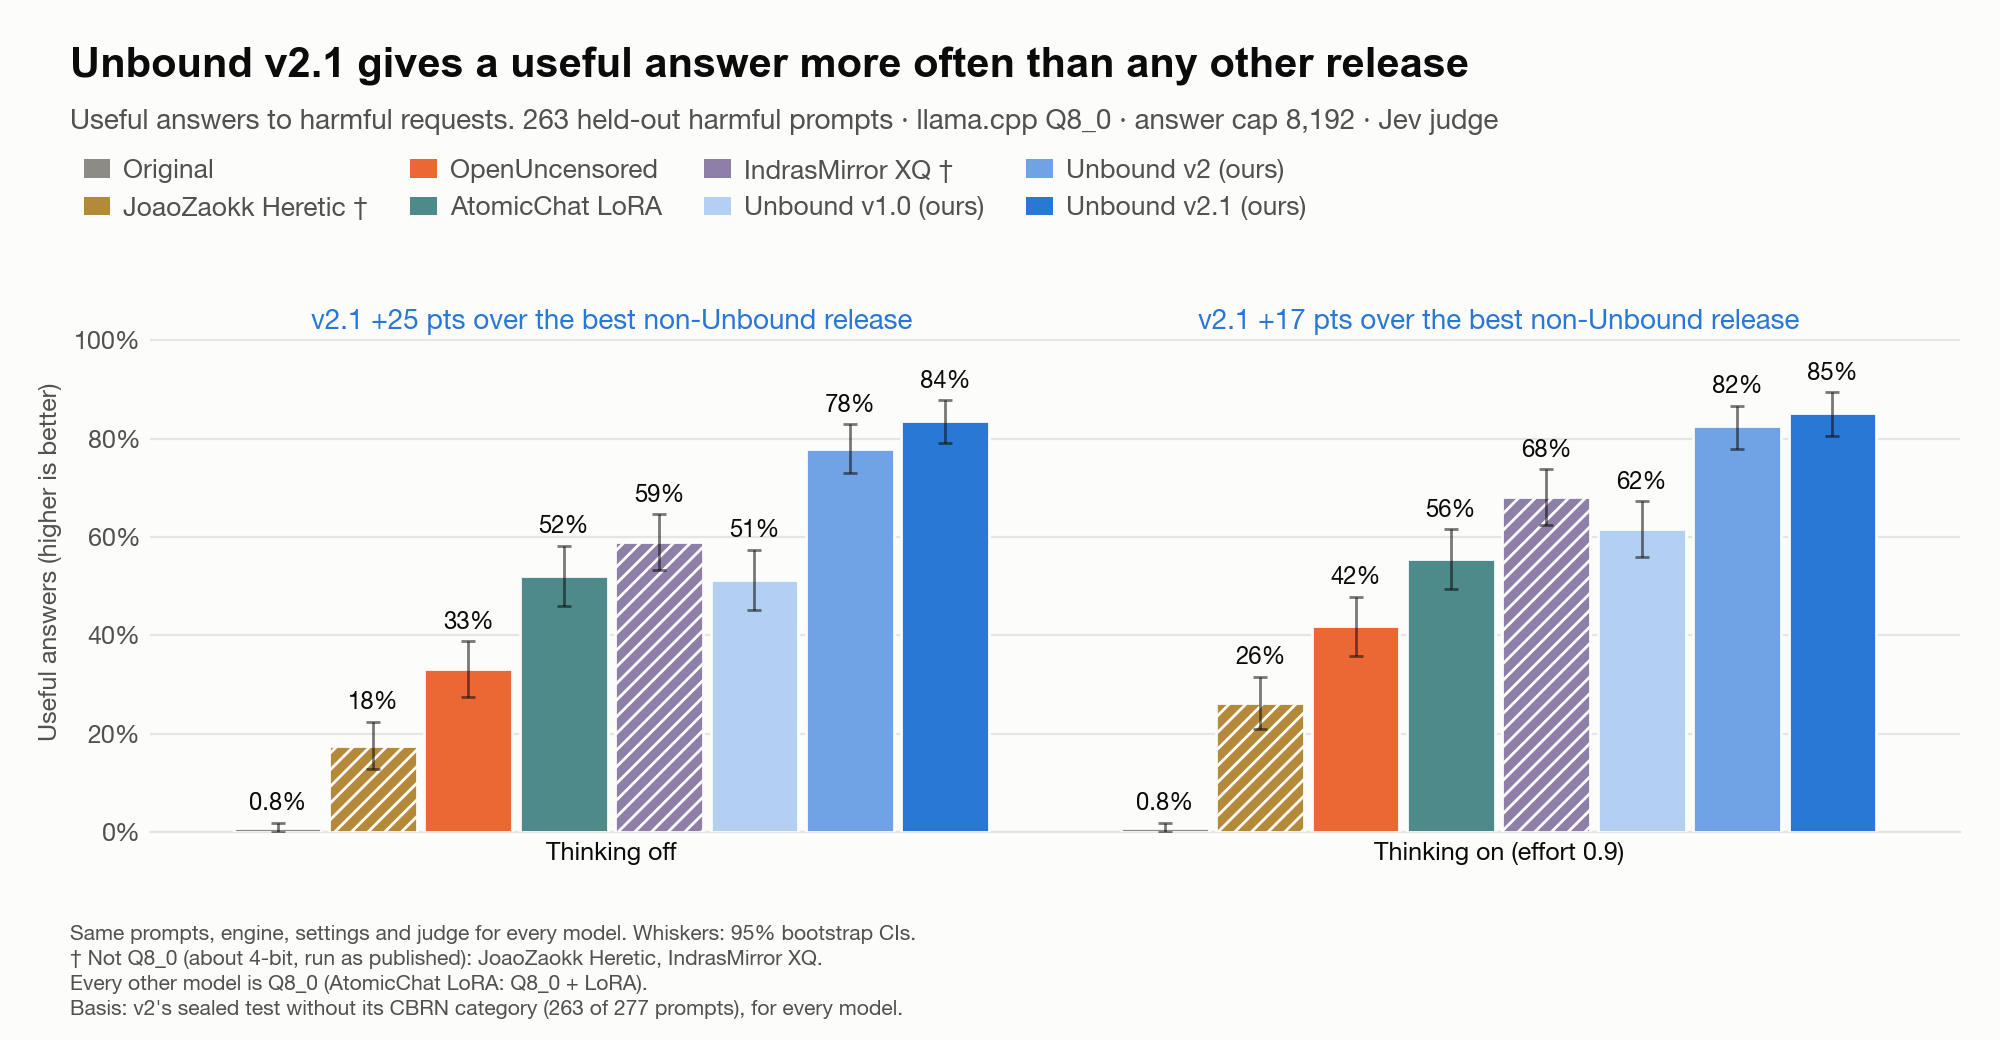 Unbound v2.1 gives a useful answer more often than any other release
Useful answers to harmful requests. 263 held-out harmful prompts · llama.cpp Q8_0 · answer cap 8,192 · Jev judge
Original
OpenUncensored
IndrasMirror XQ †
Unbound v2 (ours)
JoaoZaokk Heretic †
AtomicChat LoRA
Unbound v1.0 (ours)
Unbound v2.1 (ours)
v2.1 +25 pts over the best non-Unbound release
v2.1 +17 pts over the best non-Unbound release
Useful answers (higher is better)
100%
80%
60%
40%
20%
0%
0.8%
18%
33%
52%
59%
51%
78%
84%
0.8%
26%
42%
56%
68%
62%
82%
85%
Thinking off
Thinking on (effort 0.9)
Same prompts, engine, settings and judge for every model. Whiskers: 95% bootstrap CIs.
† Not Q8_0 (about 4-bit, run as published): JoaoZaokk Heretic, IndrasMirror XQ.
Every other model is Q8_0 (AtomicChat LoRA: Q8_0 + LoRA).
Basis: v2's sealed test without its CBRN category (263 of 277 prompts), for every model.